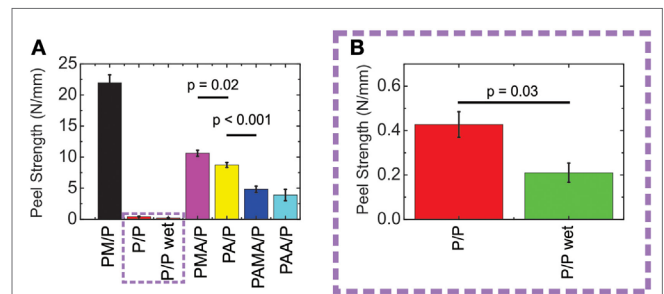 A
Peel Strength (N/mm)
25
20
15
10
5
0
p = 0.02
p < 0.001
PM/P
P/P
P/P wet
PMA/P
PA/P
PAMA/P
PAA/P
B
Peel Strength (N/mm)
0.6
0.4
0.2
0.0
p = 0.03
P/P
P/P wet